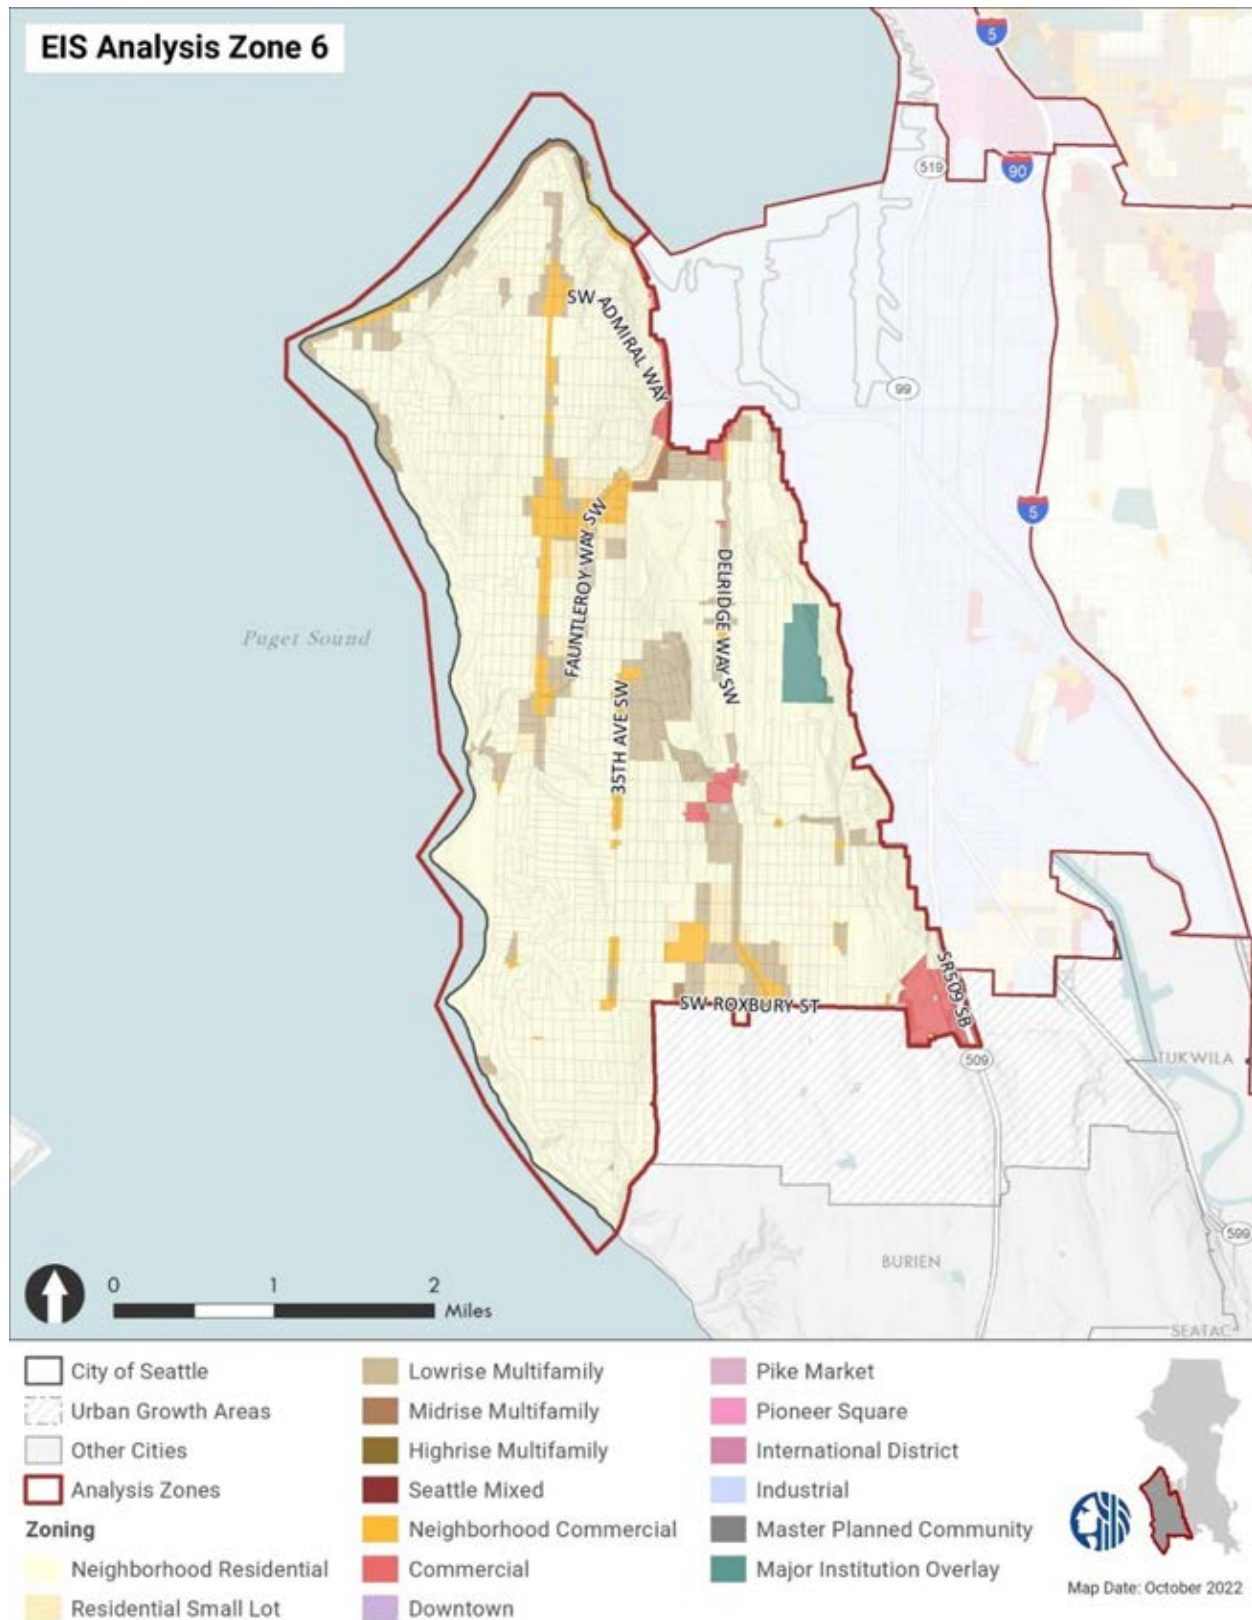 EIS Analysis Zone 6
5
519
90
SW ADMIRAL WAY
99
5
FAUNTLEROY WAY SW
DELRIDGE WAY SW
Puget Sound
35TH AVE SW
SW ROXBURY ST
SR509 SB
509
TUKWILA
599
BURIEN
SEATAC
0 1 2
Miles
City of Seattle
Urban Growth Areas
Other Cities
Analysis Zones
Zoning
Neighborhood Residential
Residential Small Lot
Lowrise Multifamily
Midrise Multifamily
Highrise Multifamily
Seattle Mixed
Neighborhood Commercial
Commercial
Downtown
Pike Market
Pioneer Square
International District
Industrial
Master Planned Community
Major Institution Overlay
Map Date: October 2022